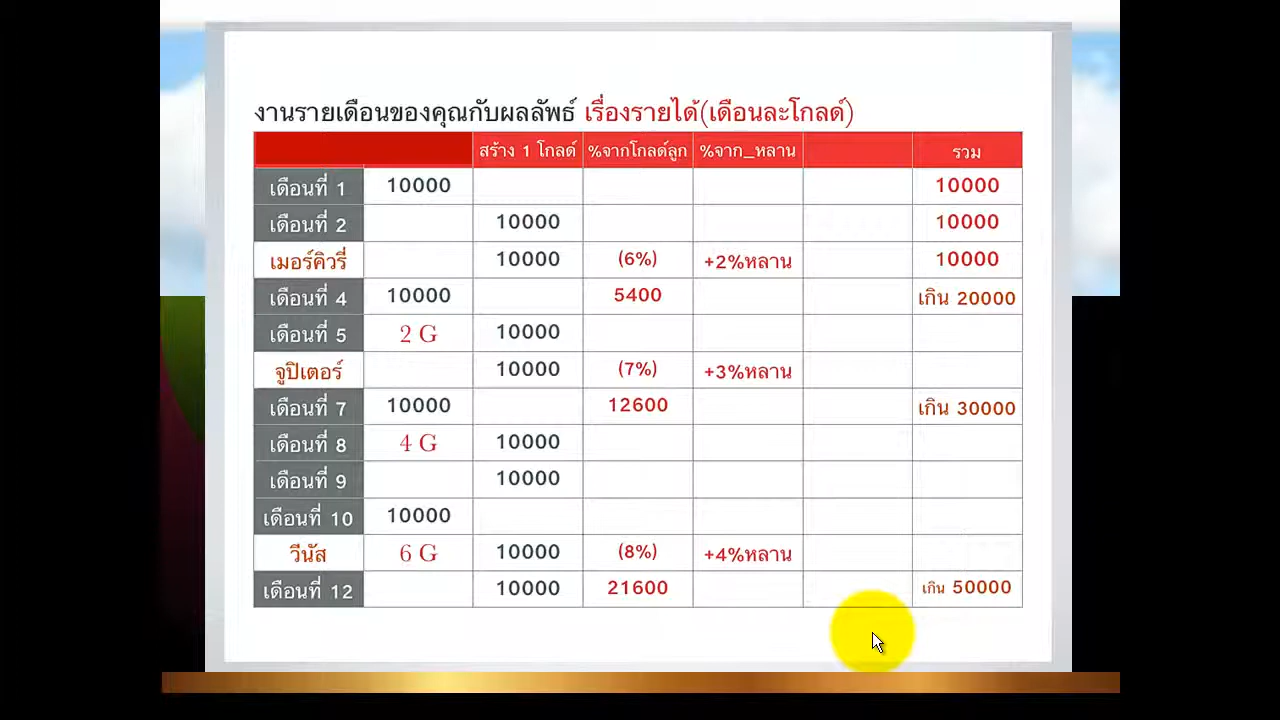 งานรายเดือนของคุณกับผลลัพธ์ เรื่องรายได้(เดือนละโกลด์)
สร้าง 1 โกลด์ %จากโกลด์ลูก %จาก_หลาน รวม
เดือนที่ 1 10000 10000
เดือนที่ 2 10000 10000
เมอร์คิวรี่ 10000 (6%) +2%หลาน 10000
เดือนที่ 4 10000 5400 เกิน 20000
เดือนที่ 5 2 G 10000
จูปิเตอร์ 10000 (7%) +3%หลาน
เดือนที่ 7 10000 12600 เกิน 30000
เดือนที่ 8 4 G 10000
เดือนที่ 9 10000
เดือนที่ 10 10000
วีนัส 6 G 10000 (8%) +4%หลาน
เดือนที่ 12 10000 21600 เกิน 50000